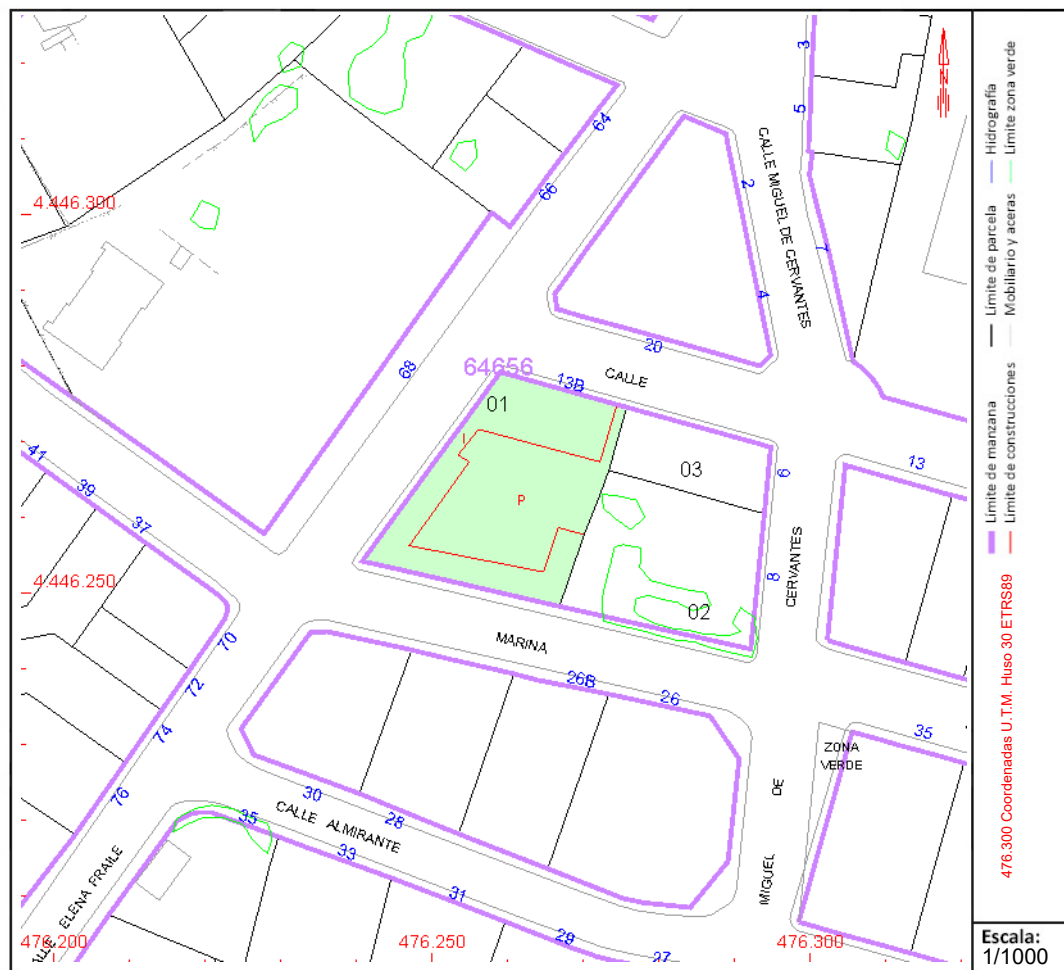 3
5
7
64
66
68
4.446.300
CALLE MIGUEL DE CERVANTES
2
4
20
N
64656
CALLE
13B
01
I
P
03
02
6
8
CERVANTES
13
41
39
37
4.446.250
70
72
74
76
MARINA
26B
26
35
ZONA
VERDE
DE
MIGUEL
30
28
CALLE ALMIRANTE
35
33
31
29
27
ALLE ELENA FRAILE
476.200
476.250
476.300
Límite de manzana
Límite de parcela
Hidrografía
Límite de construcciones
Mobiliario y aceras
Límite zona verde
476.300 Coordenadas U.T.M. Huso 30 ETRS89
Escala:
1/1000